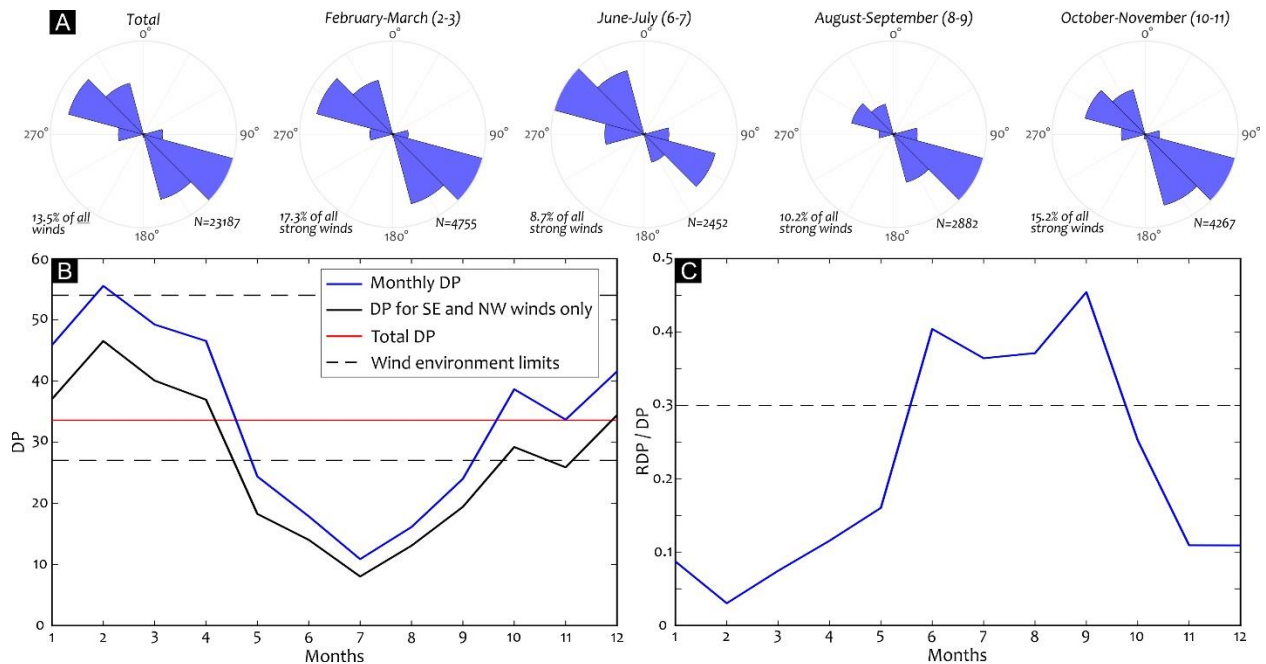 A
Total
February-March (2-3)
June-July (6-7)
August-September (8-9)
October-November (10-11)
0°
0°
0°
0°
0°
270°
90°
270°
90°
270°
90°
270°
90°
270°
90°
13.5% of all
winds
N=23187
17.3% of all
strong winds
N=4755
8.7% of all
strong winds
N=2452
10.2% of all
strong winds
N=2882
15.2% of all
strong winds
N=4267
180°
180°
180°
180°
180°
B
Monthly DP
DP for SE and NW winds only
Total DP
Wind environment limits
60
50
40
30
20
10
0
DP
1 2 3 4 5 6 7 8 9 10 11 12
Months
C
0.5
0.4
0.3
0.2
0.1
0
RDP / DP
1 2 3 4 5 6 7 8 9 10 11 12
Months